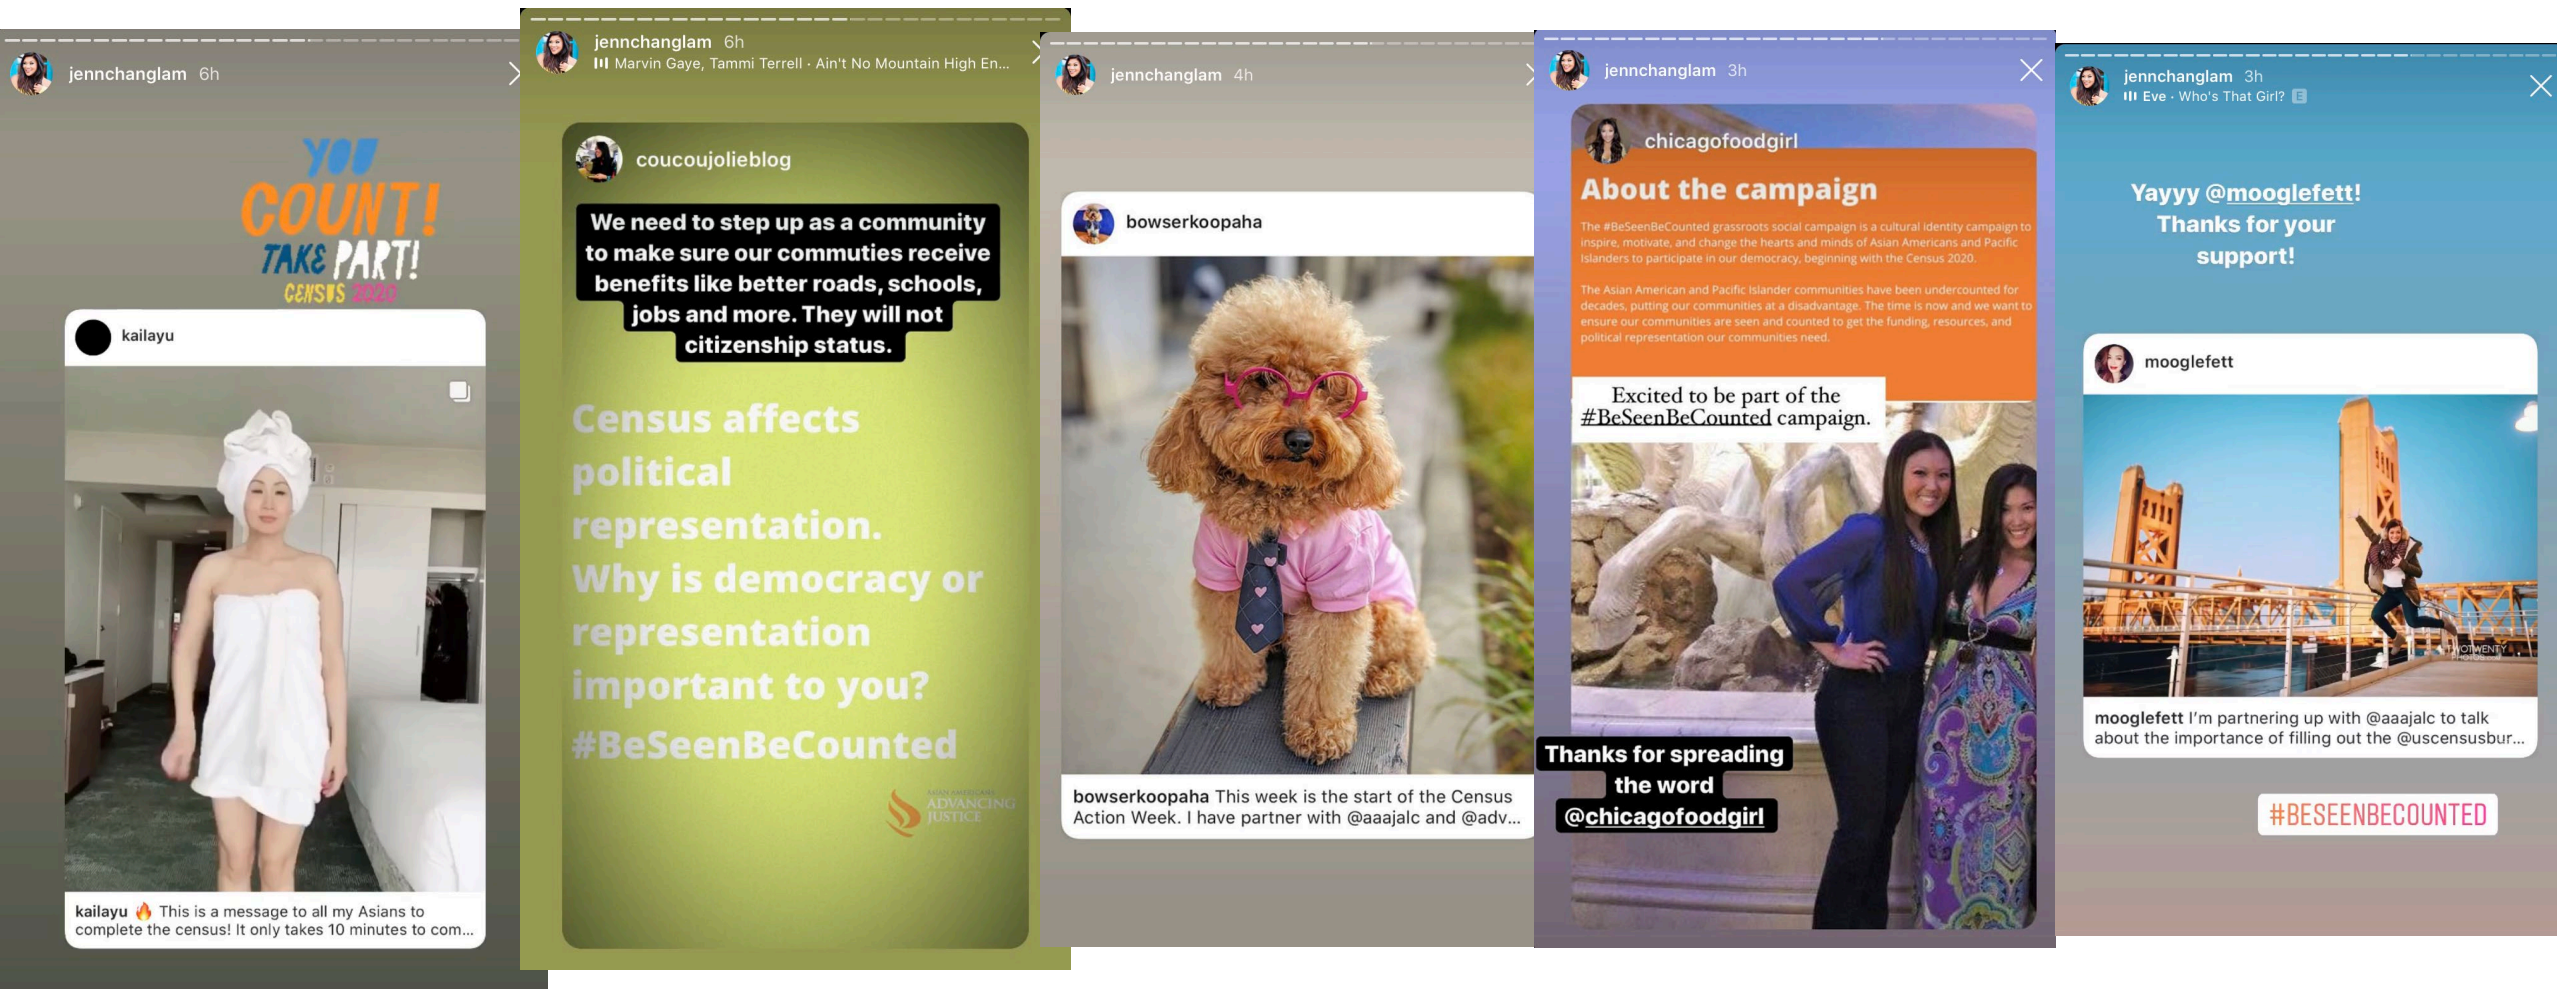 jennchanglam 6h
YOU
COUNT!
TAKE PART!
CENSUS 2020
kailayu
kailayu 🔥 This is a message to all my Asians to
complete the census! It only takes 10 minutes to com...
jennchanglam 6h
Marvin Gaye, Tammi Terrell · Ain't No Mountain High En...
coucoujolieblog
We need to step up as a community
to make sure our commuties receive
benefits like better roads, schools,
jobs and more. They will not
citizenship status.
Census affects
political
representation.
Why is democracy or
representation
important to you?
#BeSeenBeCounted
ASIAN AMERICANS
ADVANCING
JUSTICE
jennchanglam 4h
bowserkoopaha
bowserkoopaha This week is the start of the Census
Action Week. I have partner with @aaajalc and @adv...
jennchanglam 3h
chicagofoodgirl
About the campaign
The #BeSeenBeCounted grassroots social campaign is a cultural identity campaign to
inspire, motivate, and change the hearts and minds of Asian Americans and Pacific
Islanders to participate in our democracy, beginning with the Census 2020.
The Asian American and Pacific Islander communities have been undercounted for
decades, putting our communities at a disadvantage. The time is now and we want to
ensure our communities are seen and counted to get the funding, resources, and
political representation our communities need.
Excited to be part of the
#BeSeenBeCounted campaign.
Thanks for spreading
the word
@chicagofoodgirl
jennchanglam 3h
Eve · Who's That Girl? E
Yayyy @mooglefett!
Thanks for your
support!
mooglefett
TWOTWENTY
PHOTOS
mooglefett I'm partnering up with @aaajalc to talk
about the importance of filling out the @uscensusbur...
#BESEENBECOUNTED